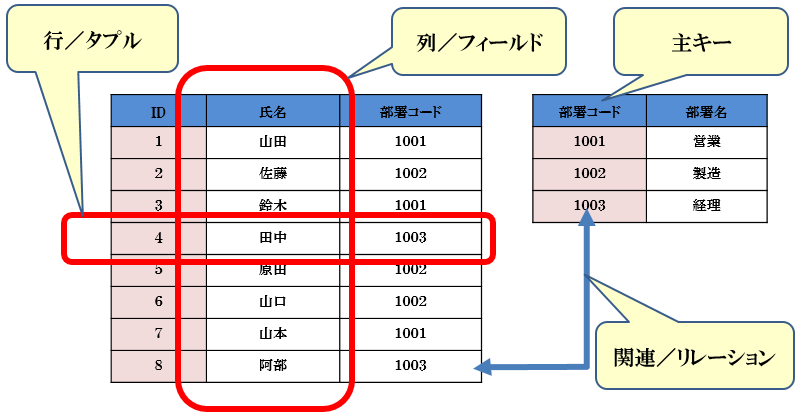 行／タプル
列／フィールド
主キー
ID 氏名 部署コード
1 山田 1001
2 佐藤 1002
3 鈴木 1001
4 田中 1003
5 原田 1002
6 山口 1002
7 山本 1001
8 阿部 1003
部署コード 部署名
1001 営業
1002 製造
1003 経理
関連／リレーション